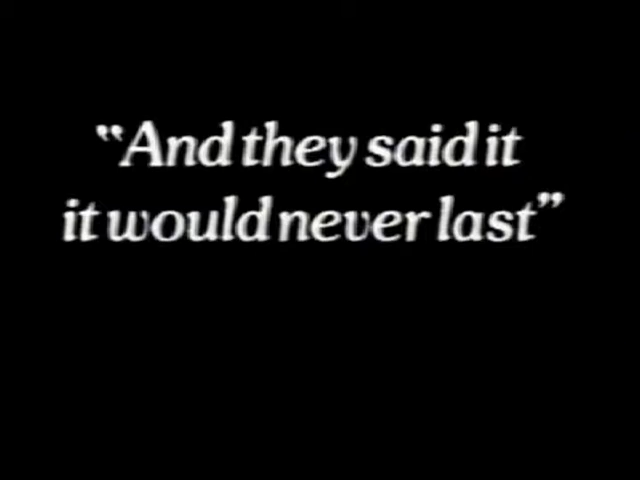 “And they said it
it would never last”